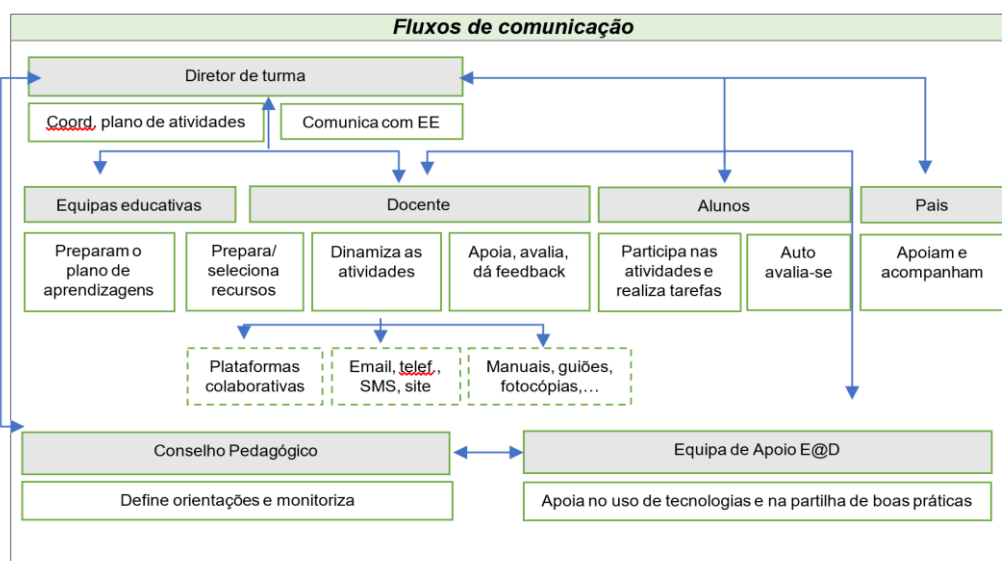 Fluxos de comunicação
Diretor de turma
Coord, plano de atividades
Comunica com EE
Equipas educativas
Docente
Alunos
Pais
Preparam o
plano de
aprendizagens
Prepara/
seleciona
recursos
Dinamiza as
atividades
Apoia, avalia,
dá feedback
Participa nas
atividades e
realiza tarefas
Auto
avalia-se
Apoiam e
acompanham
Plataformas
colaborativas
Email, telef.,
SMS, site
Manuais, guiões,
fotocópias,…
Conselho Pedagógico
Equipa de Apoio E@D
Define orientações e monitoriza
Apoia no uso de tecnologias e na partilha de boas práticas